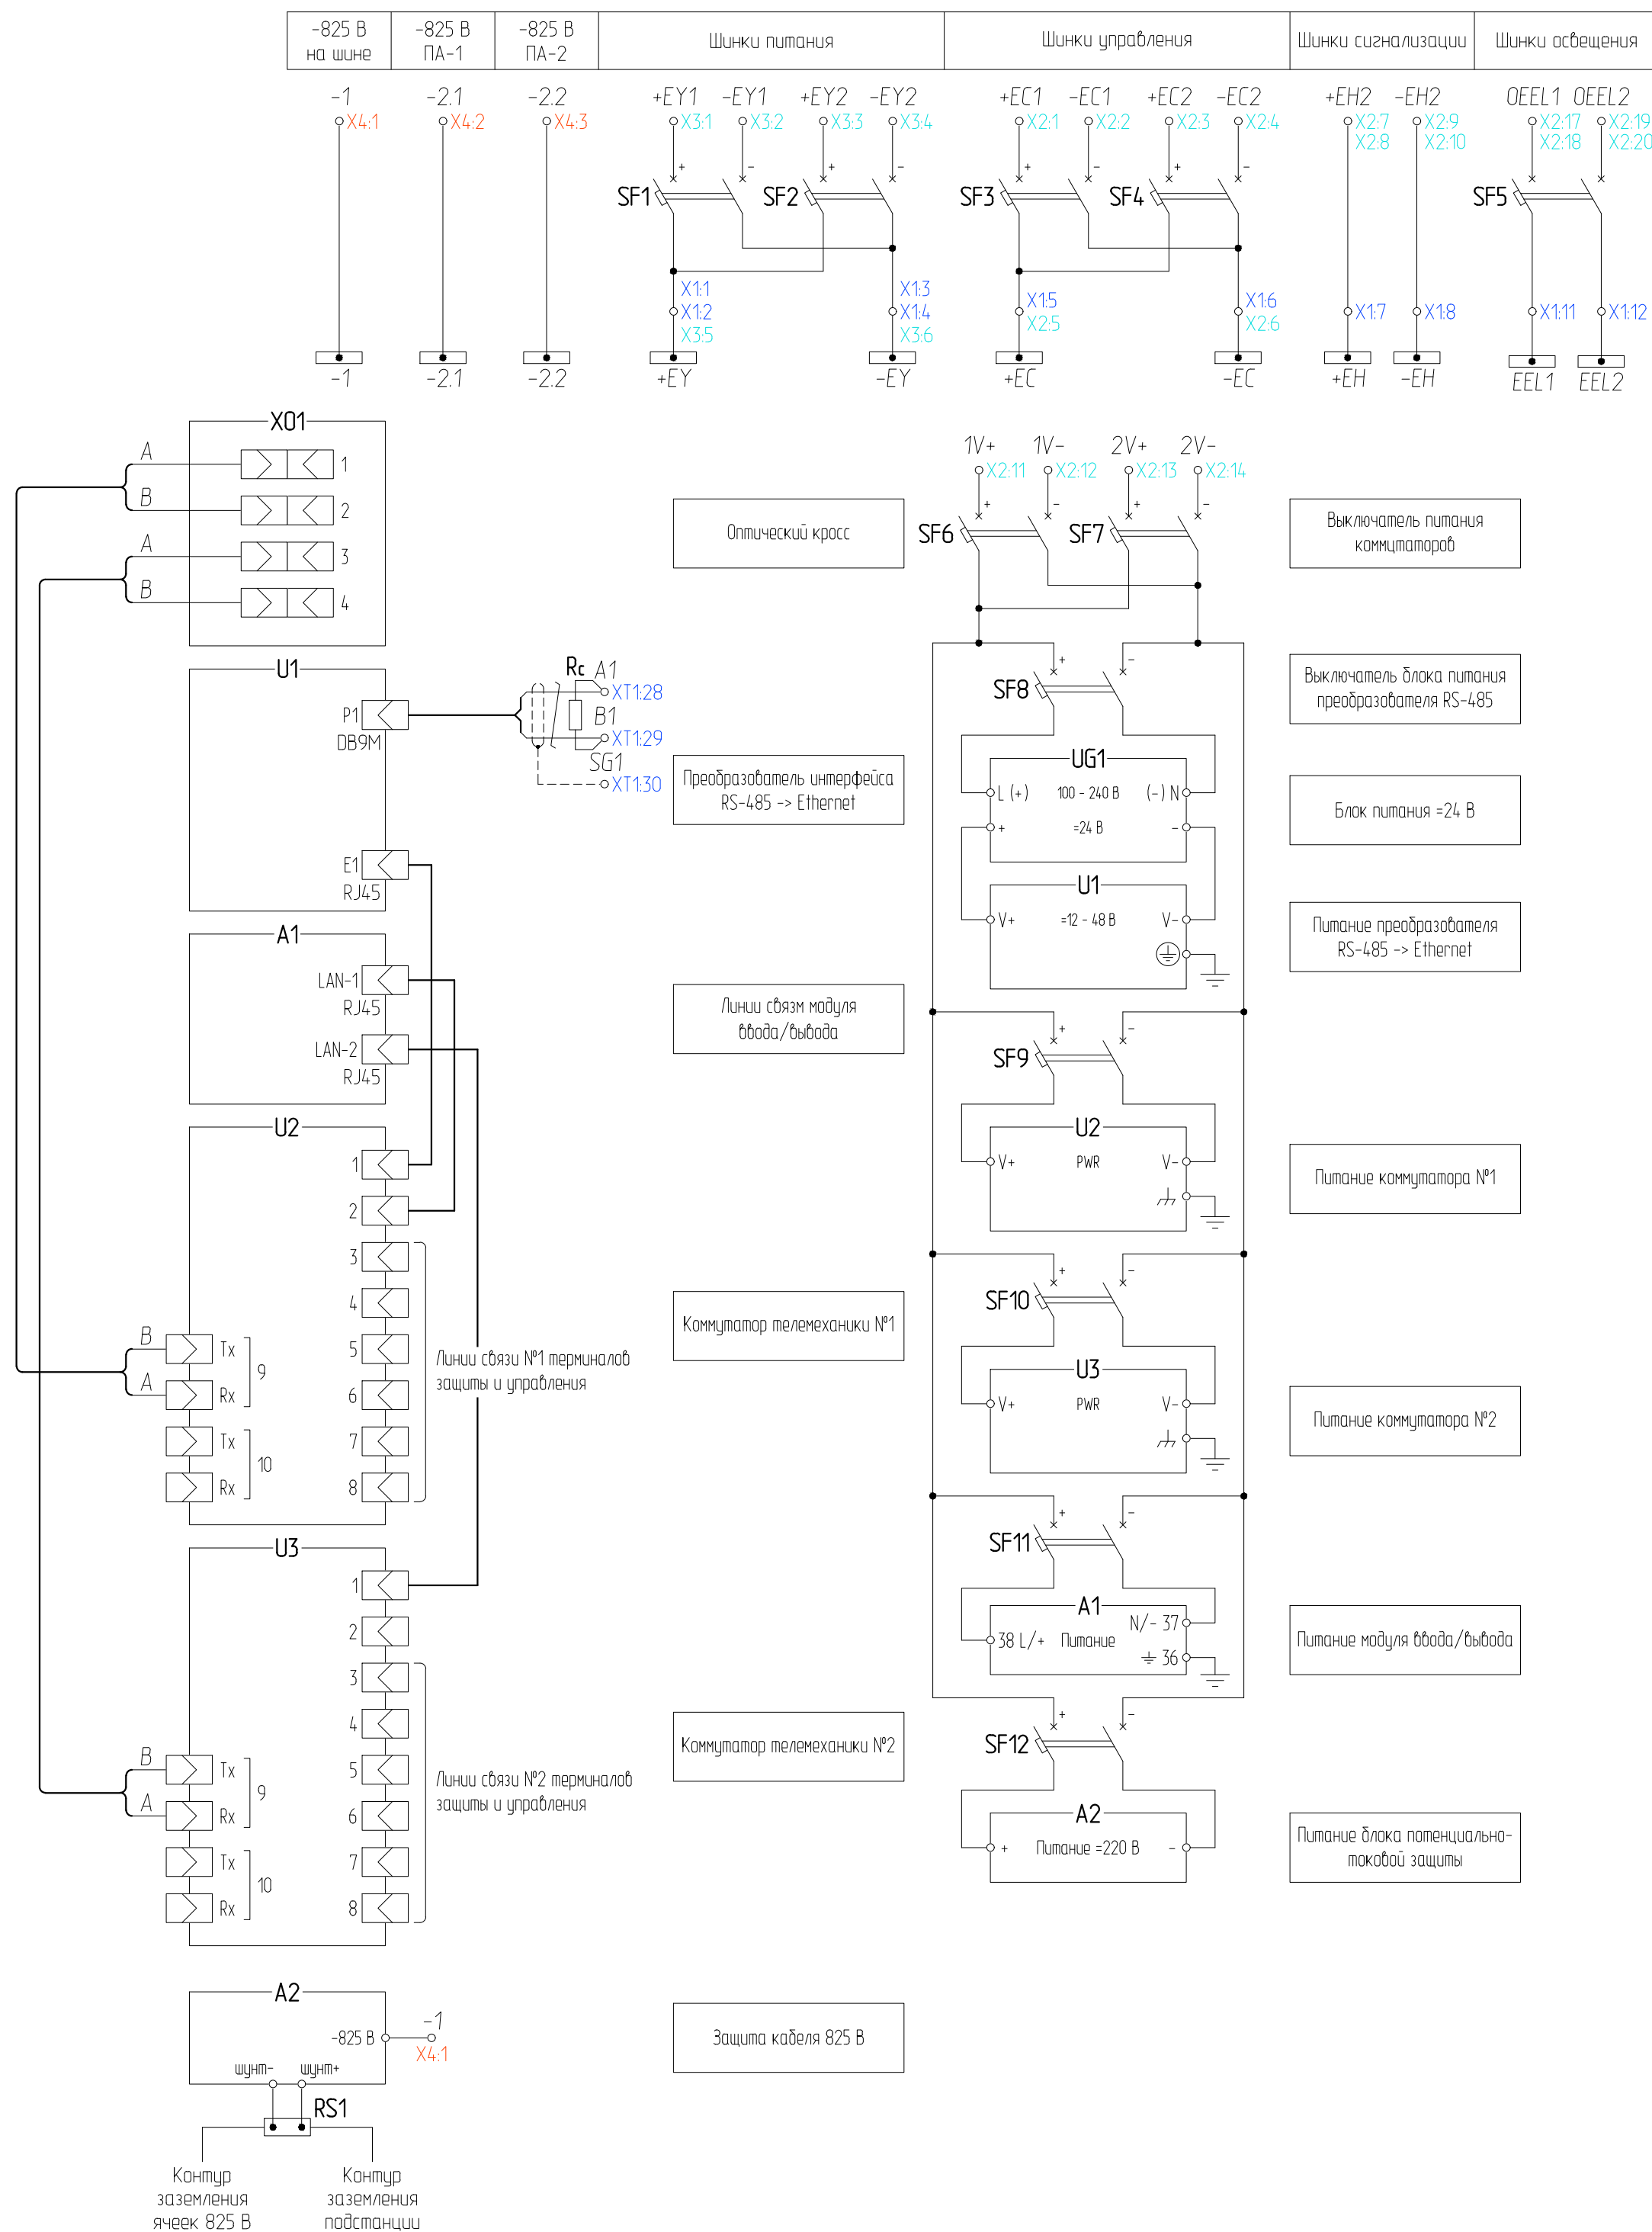 -825 В
на шине
-825 В
ПА-1
-825 В
ПА-2
Шинки питания
Шинки управления
Шинки сигнализации
Шинки освещения
-1
-2.1
-2.2
+EY1
-EY1
+EY2
-EY2
+EC1
-EC1
+EC2
-EC2
+EH2
-EH2
0EEL1
0EEL2
X4:1
X4:2
X4:3
X3:1
X3:2
X3:3
X3:4
X2:1
X2:2
X2:3
X2:4
X2:7
X2:8
X2:9
X2:10
X2:17
X2:18
X2:19
X2:20
+
-
+
-
+
-
+
-
SF1
SF2
SF3
SF4
SF5
X1:1
X1:2
X3:5
X1:3
X1:4
X3:6
X1:5
X2:5
X1:6
X2:6
X1:7
X1:8
X1:11
X1:12
-1
-2.1
-2.2
+EY
-EY
+EC
-EC
+EH
-EH
EEL1
EEL2
X01
A
1
B
2
A
3
B
4
Оптический кросс
1V+
1V-
2V+
2V-
X2:11
X2:12
X2:13
X2:14
+
-
+
-
SF6
SF7
Выключатель питания
коммутаторов
U1
P1
DB9M
E1
RJ45
Rc
A1
XT1:28
B1
XT1:29
SG1
XT1:30
Преобразователь интерфейса
RS-485 -> Ethernet
+
-
SF8
Выключатель блока питания
преобразователя RS-485
UG1
L (+)
100 - 240 В
(-) N
+
=24 В
-
Блок питания =24 В
U1
V+
=12 - 48 В
V-
Питание преобразователя
RS-485 -> Ethernet
A1
LAN-1
RJ45
LAN-2
RJ45
Линии связм модуля
ввода/вывода
+
-
SF9
U2
V+
PWR
V-
Питание коммутатора №1
U2
1
2
3
4
5
6
7
8
B
Tx
9
A
Rx
Tx
10
Rx
Линии связи №1 терминалов
защиты и управления
Коммутатор телемеханики №1
+
-
SF10
U3
V+
PWR
V-
Питание коммутатора №2
U3
1
2
3
4
5
6
7
8
B
Tx
9
A
Rx
Tx
10
Rx
Линии связи №2 терминалов
защиты и управления
Коммутатор телемеханики №2
+
-
SF11
A1
38 L/+
Питание
N/- 37
36
Питание модуля ввода/вывода
+
-
SF12
A2
+
Питание =220 В
-
Питание блока потенциально-
токовой защиты
A2
-825 В
-1
X4:1
шунт-
шунт+
RS1
Контур
заземления
ячеек 825 В
Контур
заземления
подстанции
Защита кабеля 825 В